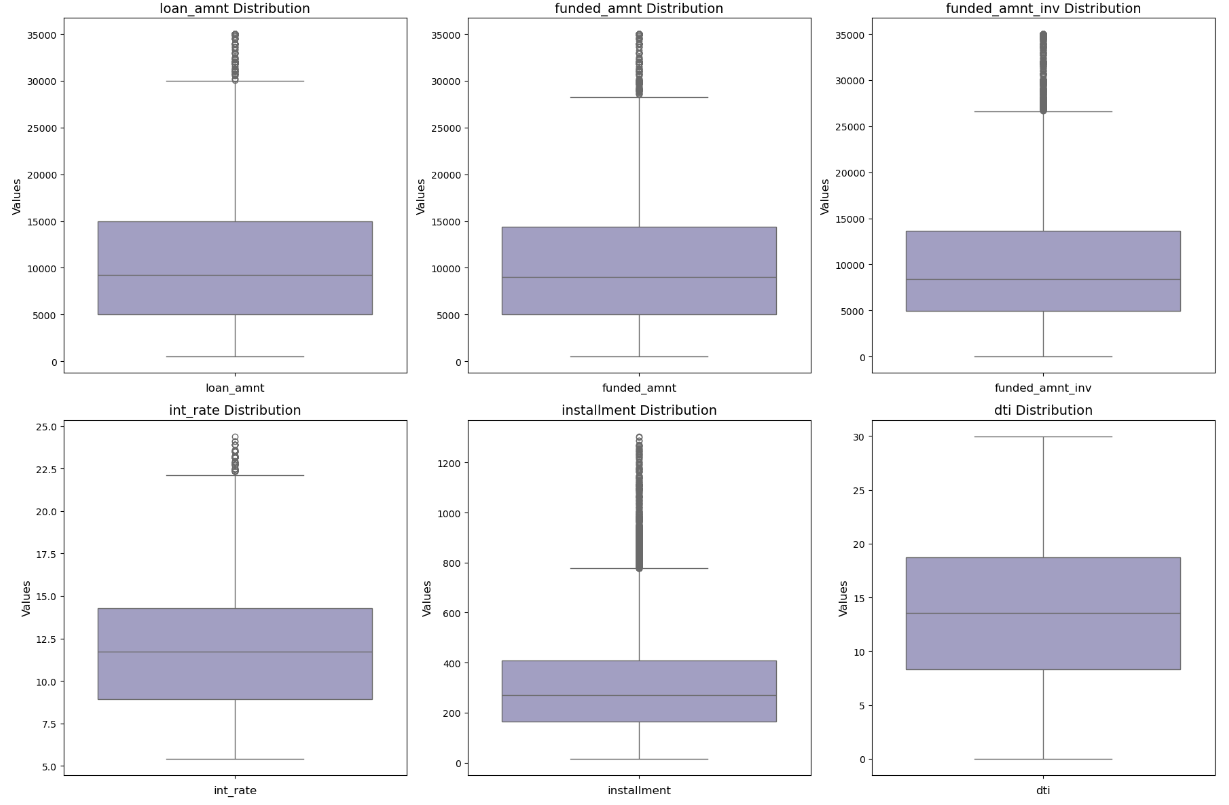 loan_amnt Distribution
Values
35000
30000
25000
20000
15000
10000
5000
0
loan_amnt
funded_amnt Distribution
Values
35000
30000
25000
20000
15000
10000
5000
0
funded_amnt
funded_amnt_inv Distribution
Values
35000
30000
25000
20000
15000
10000
5000
0
funded_amnt_inv
int_rate Distribution
Values
25.0
22.5
20.0
17.5
15.0
12.5
10.0
7.5
5.0
int_rate
installment Distribution
Values
1200
1000
800
600
400
200
0
installment
dti Distribution
Values
30
25
20
15
10
5
0
dti